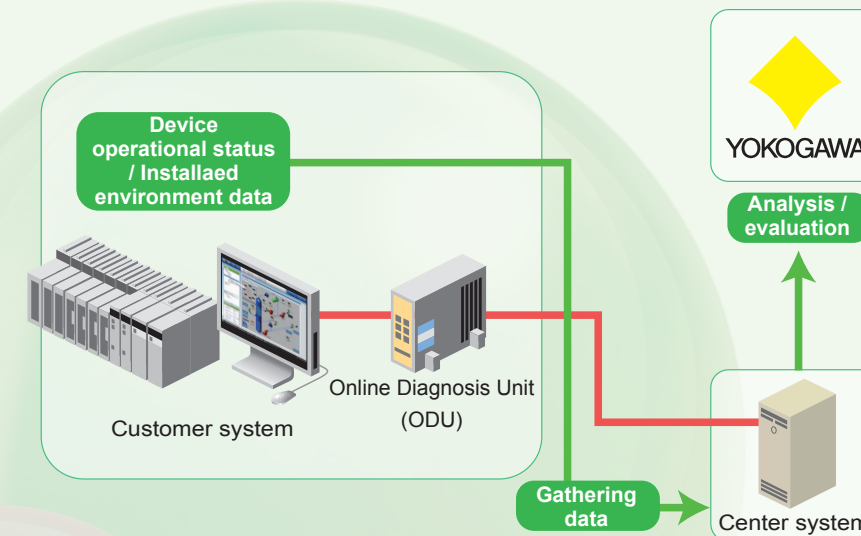 Device
operational status
/ Installaed
environment data
YOKOGAWA
Analysis /
evaluation
Online Diagnosis Unit
(ODU)
Customer system
Gathering
data
Center system